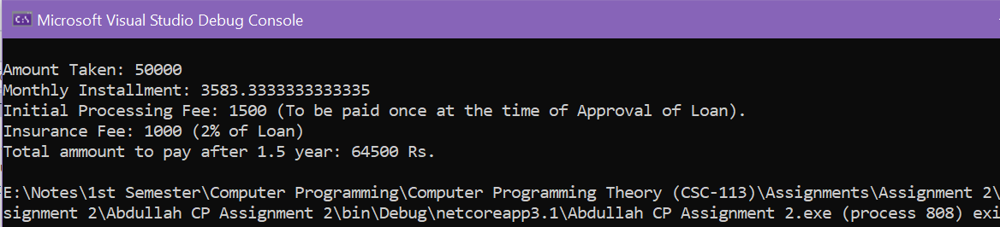 Microsoft Visual Studio Debug Console
Amount Taken: 50000
Monthly Installment: 3583.3333333333335
Initial Processing Fee: 1500 (To be paid once at the time of Approval of Loan).
Insurance Fee: 1000 (2% of Loan)
Total ammount to pay after 1.5 year: 64500 Rs.
E:\Notes\1st Semester\Computer Programming\Computer Programming Theory (CSC-113)\Assignments\Assignment 2\
signment 2\Abdullah CP Assignment 2\bin\Debug\netcoreapp3.1\Abdullah CP Assignment 2.exe (process 808) exi